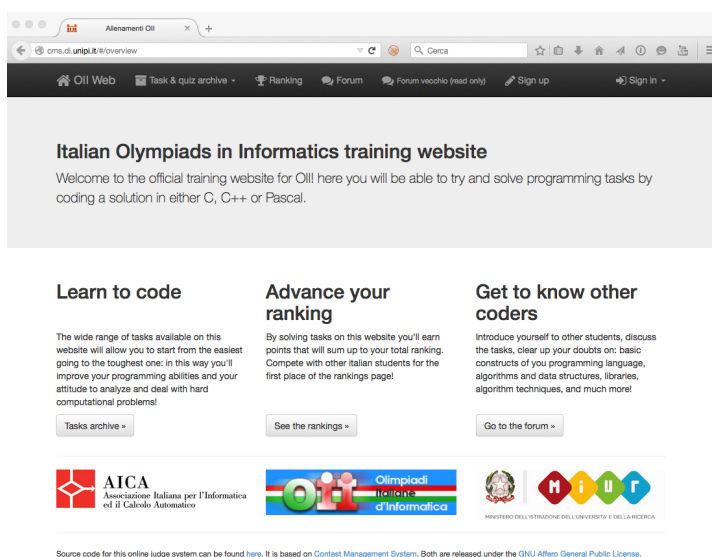 Allenamenti OII
cms.di.unipi.it/#/overview
Cerca
OII Web Task & quiz archive Ranking Forum Forum vecchio (read only) Sign up Sign in
Italian Olympiads in Informatics training website
Welcome to the official training website for OII! here you will be able to try and solve programming tasks by
coding a solution in either C, C++ or Pascal.
Learn to code
The wide range of tasks available on this
website will allow you to start from the easiest
going to the toughest one: in this way you'll
improve your programming abilities and your
attitude to analyze and deal with hard
computational problems!
Tasks archive »
Advance your
ranking
By solving tasks on this website you'll earn
points that will sum up to your total ranking.
Compete with other italian students for the
first place of the rankings page!
See the rankings »
Get to know other
coders
Introduce yourself to other students, discuss
the tasks, clear up your doubts on: basic
constructs of you programming language,
algorithms and data structures, libraries,
algorithm techniques, and much more!
Go to the forum »
AICA
Associazione Italiana per l'Informatica
ed il Calcolo Automatico
Oii
Olimpiadi
Italiane
d'Informatica
MiUr
MINISTERO DELL'ISTRUZIONE DELL'UNIVERSITA' E DELLA RICERCA
Source code for this online judge system can be found here. It is based on Contest Management System. Both are released under the GNU Affero General Public License.